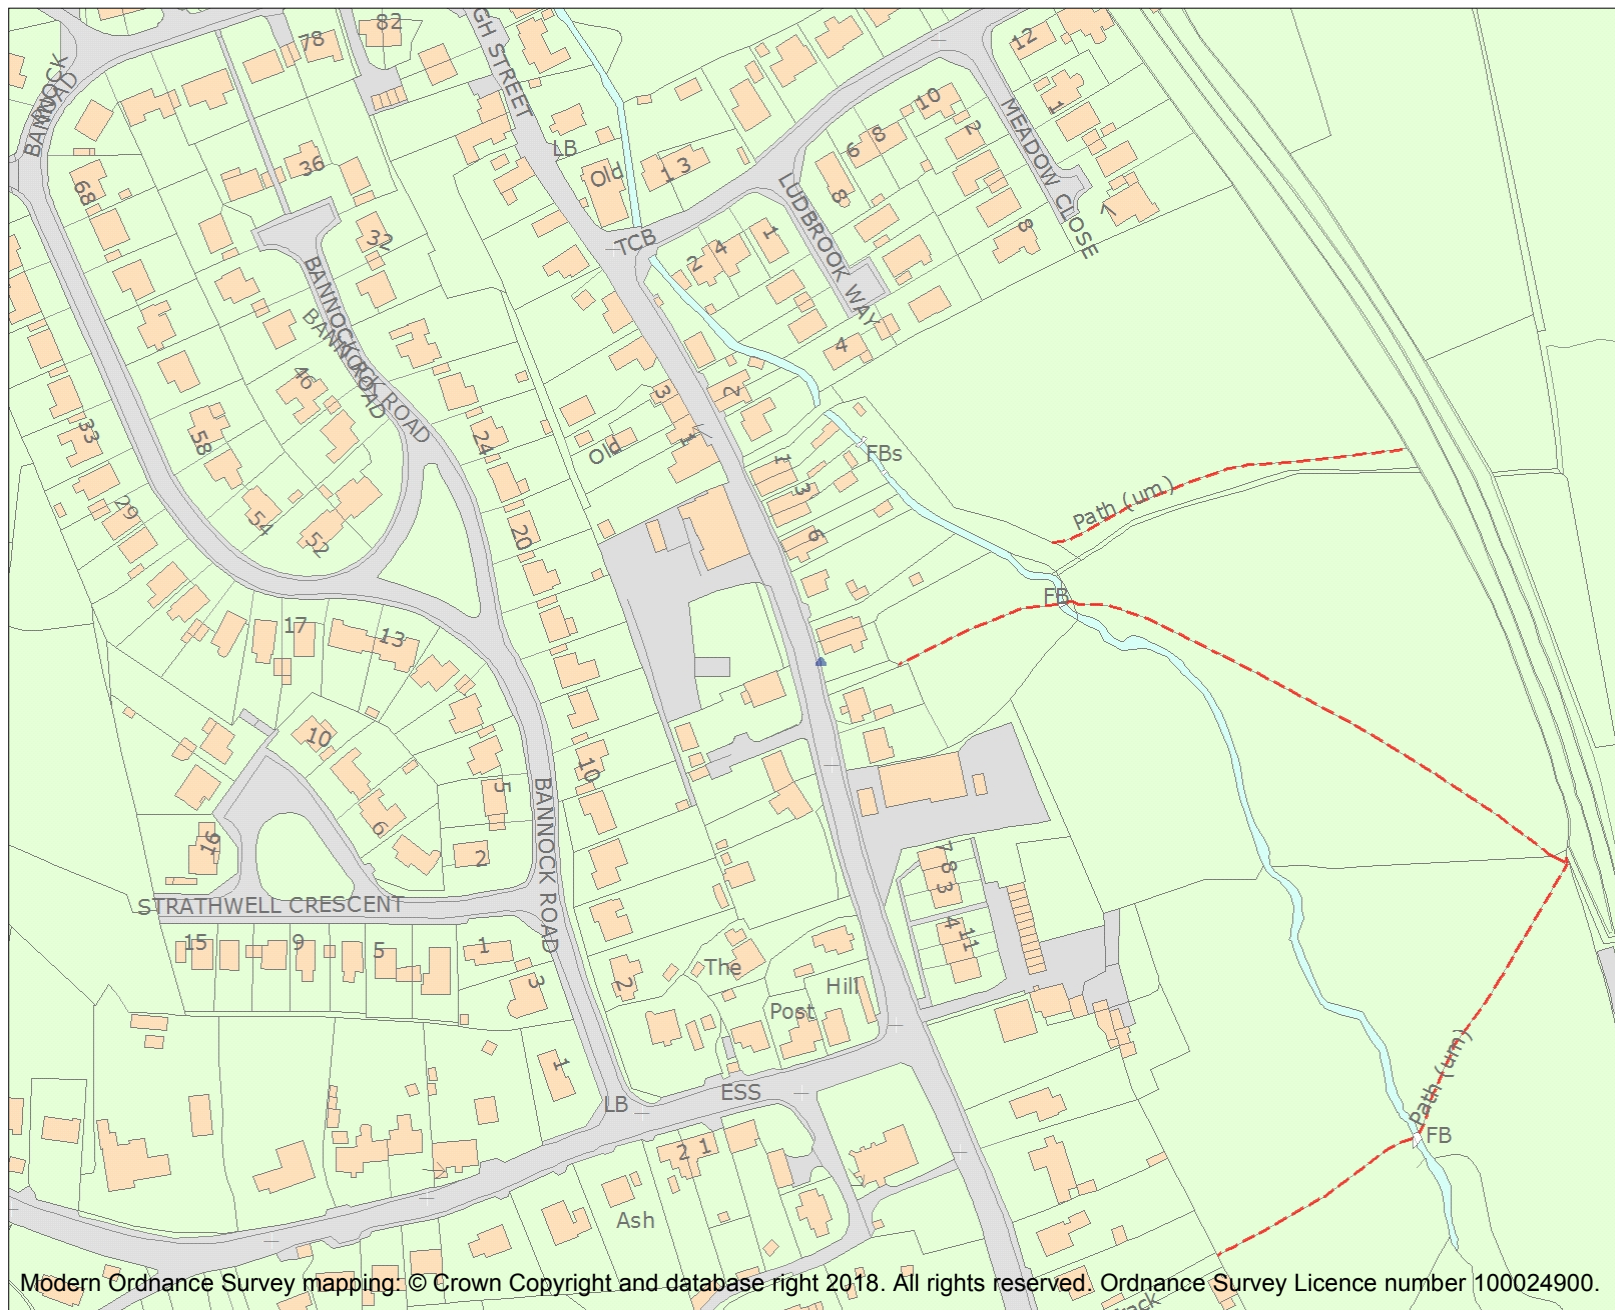 82
78
GH STREET
12
BANNOCK
ROAD
BANNOCK
10
1
MEADOW CLOSE
LB
8
2
6
36
Old
1 3
68
8
LUDBROOK WAY
7
8
32
TCB
1
4
2
BANNOCK
BANNOCK ROAD
BANNOCK ROAD
4
46
3
2
33
58
24
1
Old
FBs
1
3
Path (um)
29
54
52
20
6
FB
17
13
10
10
5
BANNOCK ROAD
6
16
2
7
8
3
STRATHWELL CRESCENT
4
11
15
9
5
1
The
3
2
Hill
Post
1
ESS
LB
Path (um)
FB
2 1
Ash
Modern Ordnance Survey mapping: © Crown Copyright and database right 2018. All rights reserved. Ordnance Survey Licence number 100024900.